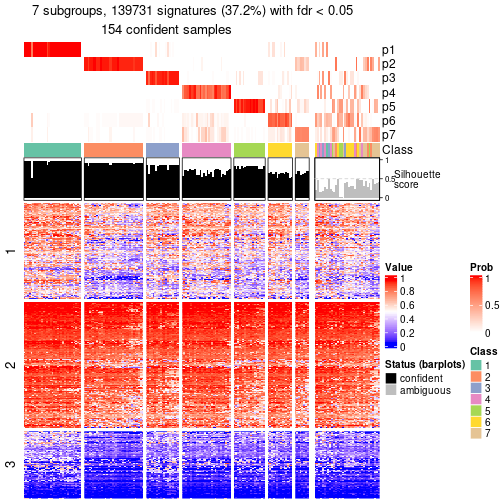 7 subgroups, 139731 signatures (37.2%) with fdr < 0.05
154 confident samples
p1
p2
p3
p4
p5
p6
p7
Class
1
0.5
0
Silhouette
score
1
2
3
Value
1
0.8
0.6
0.4
0.2
0
Prob
1
0.5
0
Status (barplots)
confident
ambiguous
Class
1
2
3
4
5
6
7